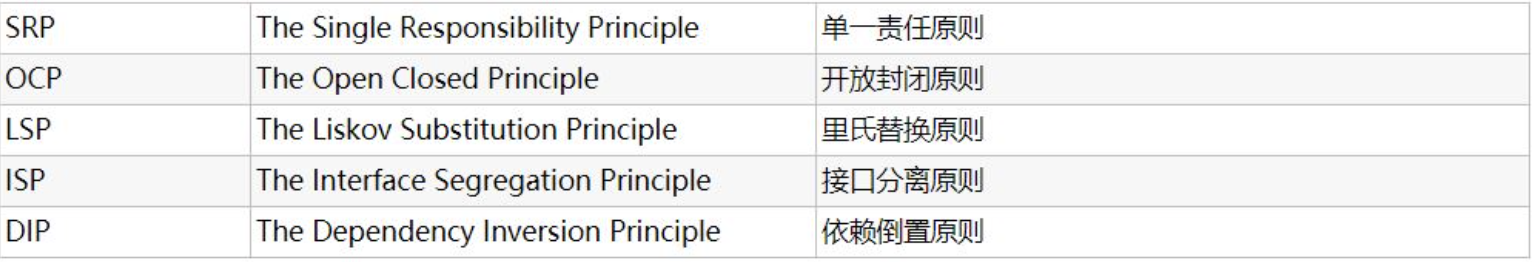 SRP The Single Responsibility Principle 单一责任原则
OCP The Open Closed Principle 开放封闭原则
LSP The Liskov Substitution Principle 里氏替换原则
ISP The Interface Segregation Principle 接口分离原则
DIP The Dependency Inversion Principle 依赖倒置原则